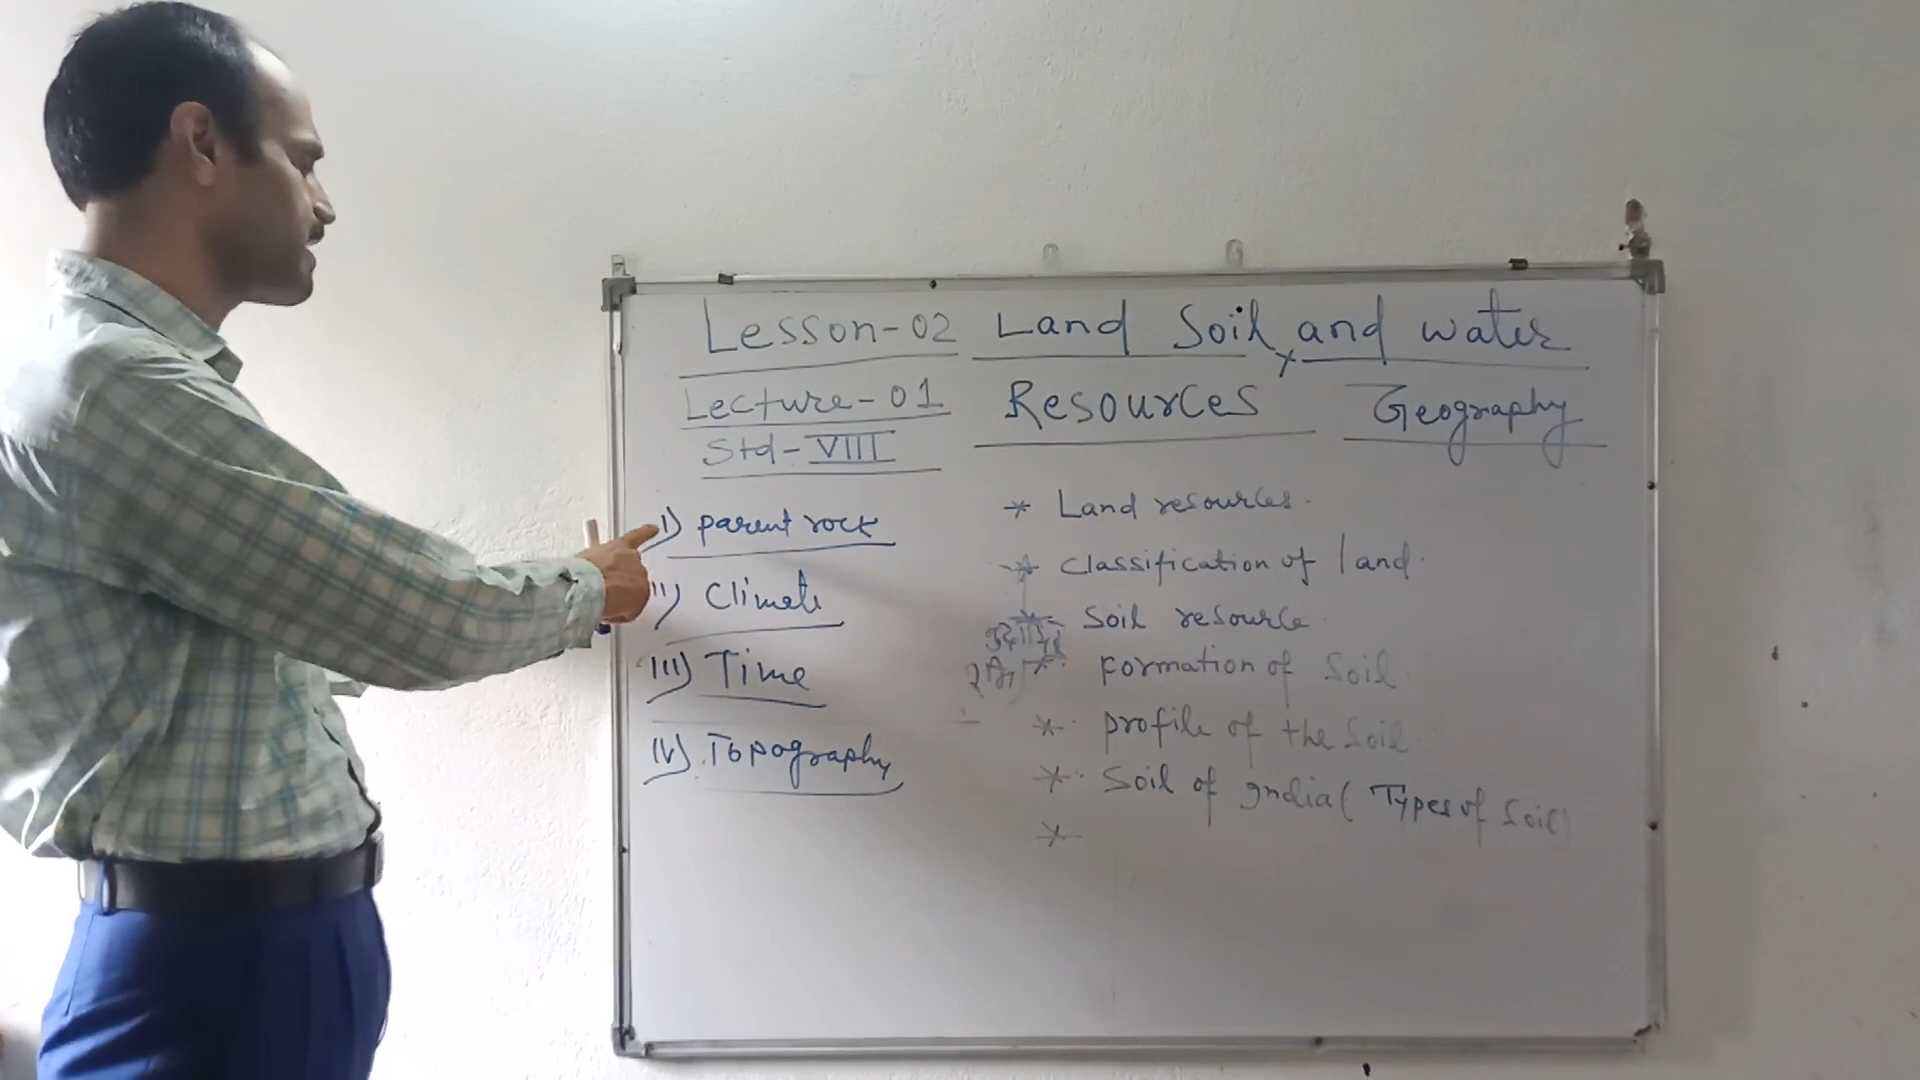 Lesson-02 Land Soil and water
Lecture-01 Resources Geography
Std-VIII
I) parent rock
II) Climate
III) Time
IV) Topography
* Land resources.
* Classification of land.
* Soil resource
* Formation of Soil
* profile of the Soil
* Soil of India ( Types of Soil)
*